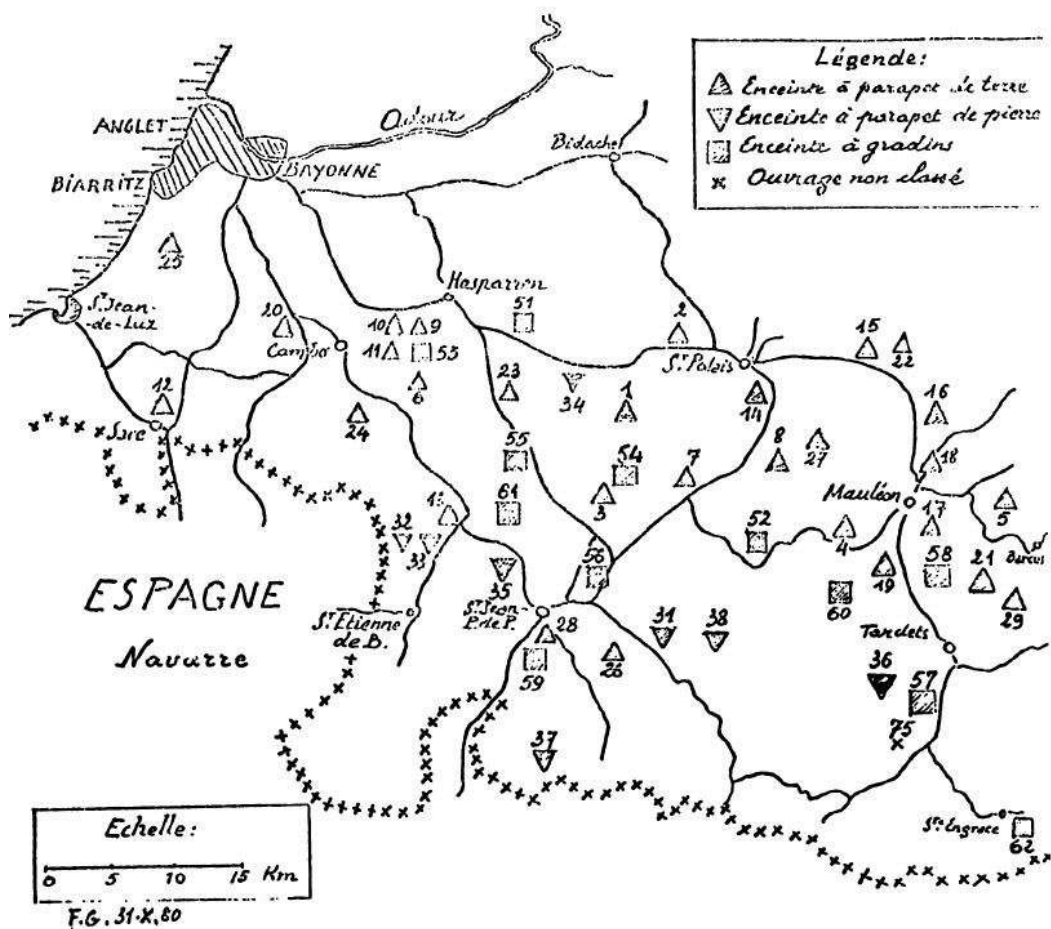 Légende:
Enceinte à parapet de terre
Enceinte à parapet de pierre
Enceinte à gradins
Ouvrage non classé
ANGLET
Adour
Bidache
BIARRITZ
BAYONNE
25
Hasparren
St Jean-
de-Luz
20
10
9
51
2
15
22
Cambo
11
53
St Palais
12
6
23
34
1
14
16
Sare
24
55
54
7
8
27
18
Mauléon
61
3
52
4
17
5
Barcus
32
33
56
58
21
35
60
19
29
ESPAGNE
Navarre
St Etienne
de B.
St Jean-
P. de P.
28
31
38
Tardets
59
26
36
57
75
37
Ste Engrace
62
Echelle:
0 5 10 15 Km
F.G. 31.X.80